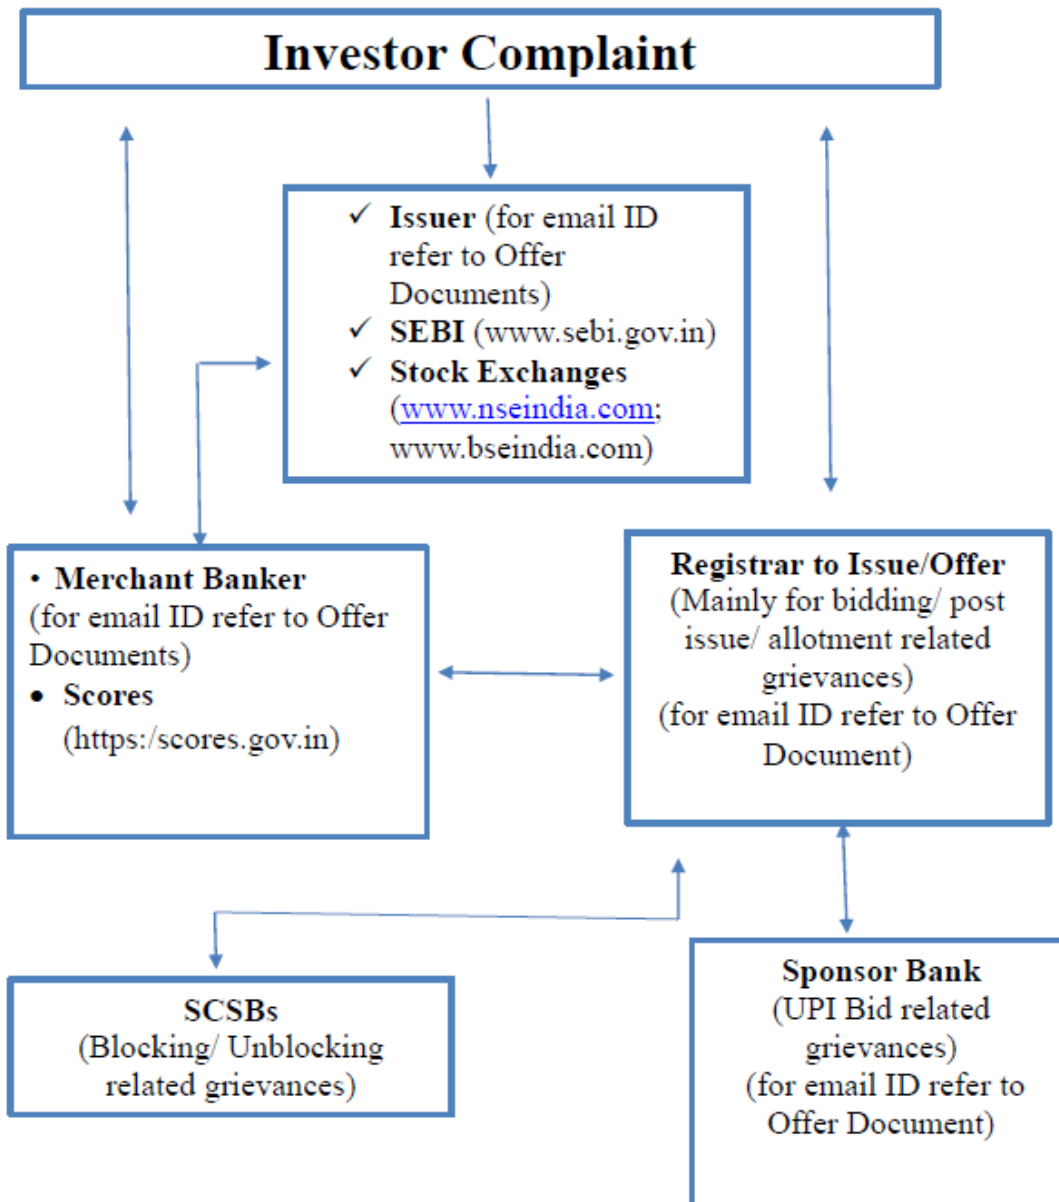 Investor Complaint
✓ Issuer (for email ID
refer to Offer
Documents)
✓ SEBI (www.sebi.gov.in)
✓ Stock Exchanges
(www.nseindia.com;
www.bseindia.com)
• Merchant Banker
(for email ID refer to Offer
Documents)
• Scores
(https:/scores.gov.in)
Registrar to Issue/Offer
(Mainly for bidding/ post
issue/ allotment related
grievances)
(for email ID refer to Offer
Document)
SCSBs
(Blocking/ Unblocking
related grievances)
Sponsor Bank
(UPI Bid related
grievances)
(for email ID refer to
Offer Document)